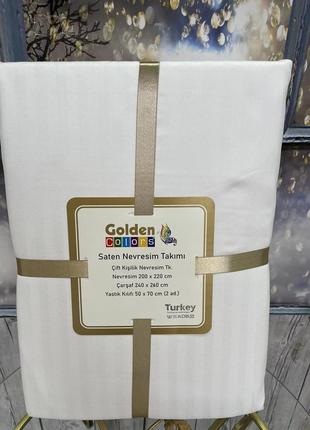 Golden
Colors
Saten Nevresim Takımı
Çift Kişilik Nevresim Tk.
Nevresim 200 x 220 cm
Çarşaf 240 x 260 cm
Yastık Kılıfı 50 x 70 cm (2 ad.)
Turkey